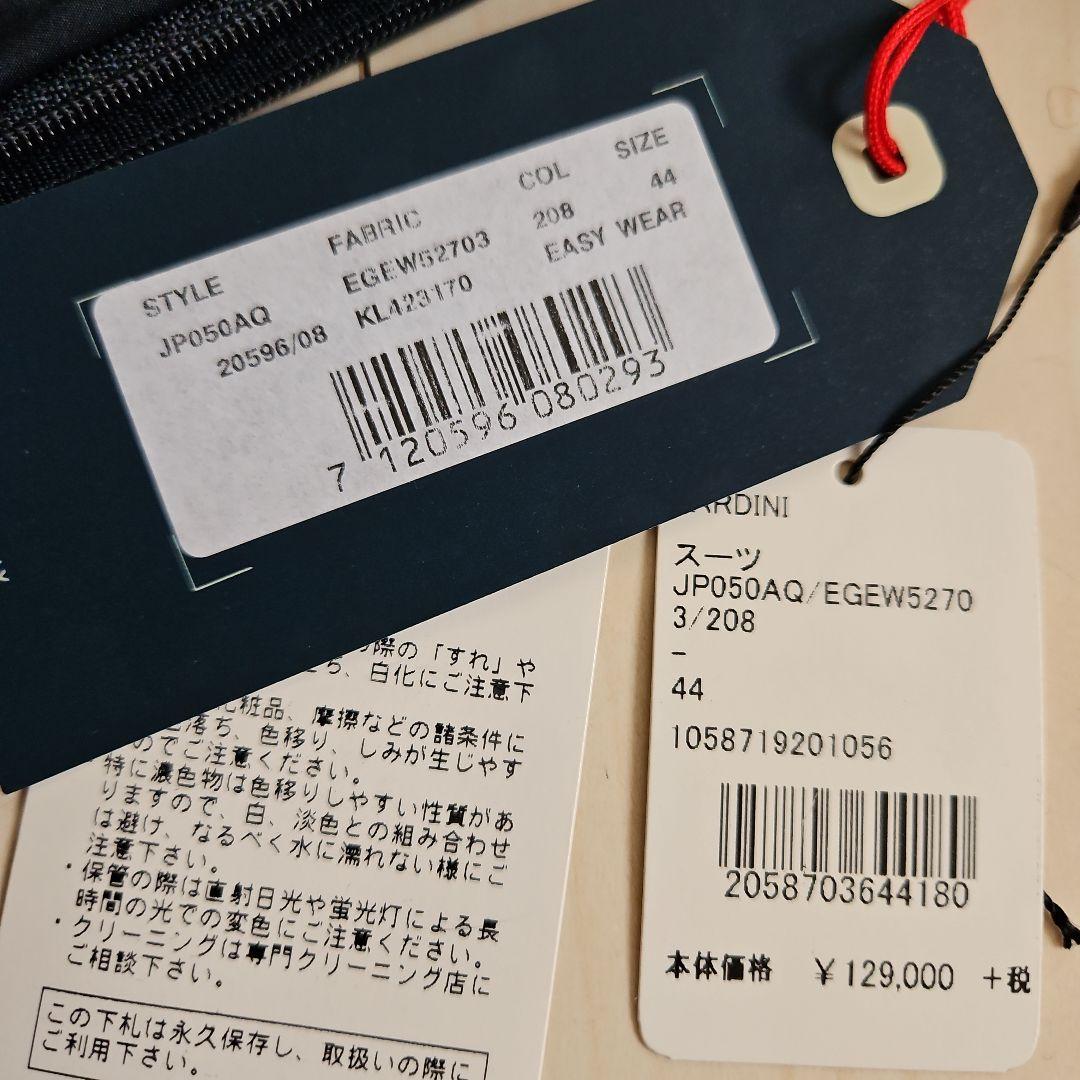 STYLE FABRIC COL SIZE
JP050AQ EGEW52703 208 44
20596/08 KL423170 EASY WEAR
7 120596 080293
ARDINI
スーツ
JP050AQ/EGEW5270
3/208
-
44
1058719201056
2058703644180
本体価格 ¥129,000 +税
の際の「すれ」や
白化にご注意下
化粧品、摩擦などの諸条件に
色落ち、色移り、しみが生じやす
のでご注意ください。
特に濃色物は色移りしやすい性質があ
りますので、白、淡色との組み合わせ
は避け、なるべく水に濡れない様にご
注意下さい。
・保管の際は直射日光や蛍光灯による長
時間の光での変色にご注意ください。
・クリーニングは専門クリーニング店に
ご相談下さい。
この下札は永久保存し、取扱いの際に
ご利用下さい。